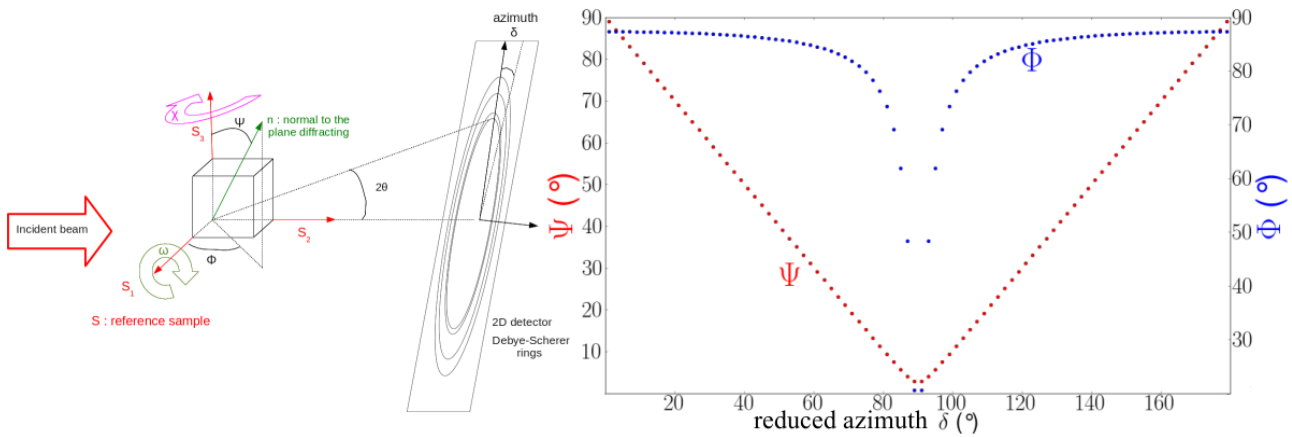 azimuth
δ
χ
S₃
Ψ
n : normal to the
plane diffracting
2θ
Incident beam
S₂
ω
Φ
S₁
S : reference sample
2D detector
Debye-Scherer
rings
90
80
70
60
50
40
30
20
10
Ψ (°)
Φ
Ψ
90
80
70
60
50
40
30
Φ (°)
20 40 60 80 100 120 140 160
reduced azimuth δ (°)